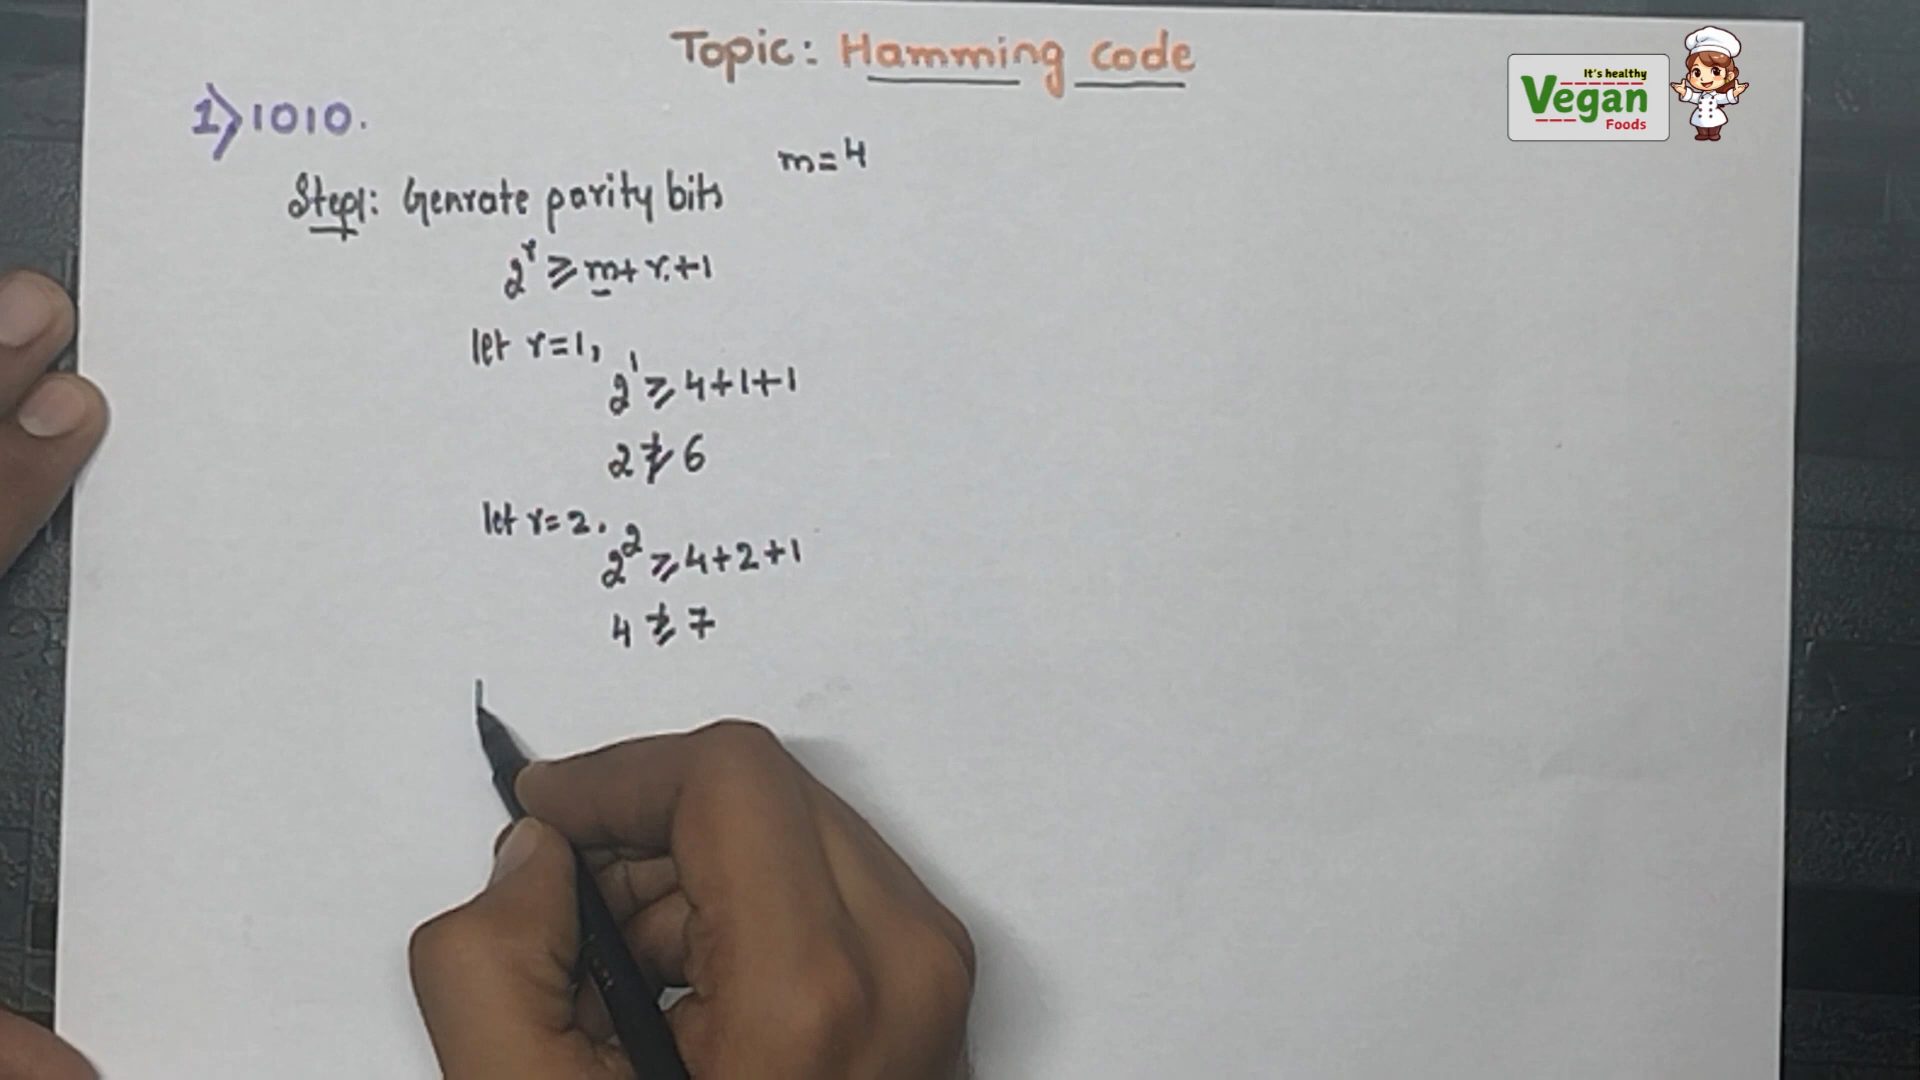 Topic: Hamming code
It's healthy
Vegan
Foods
1) 1010.
m=4
Step1: Genrate parity bits
2^r ≥ m+r+1
let r=1,
2^1 ≥ 4+1+1
2 ≱ 6
let r=2.
2^2 ≥ 4+2+1
4 ≱ 7